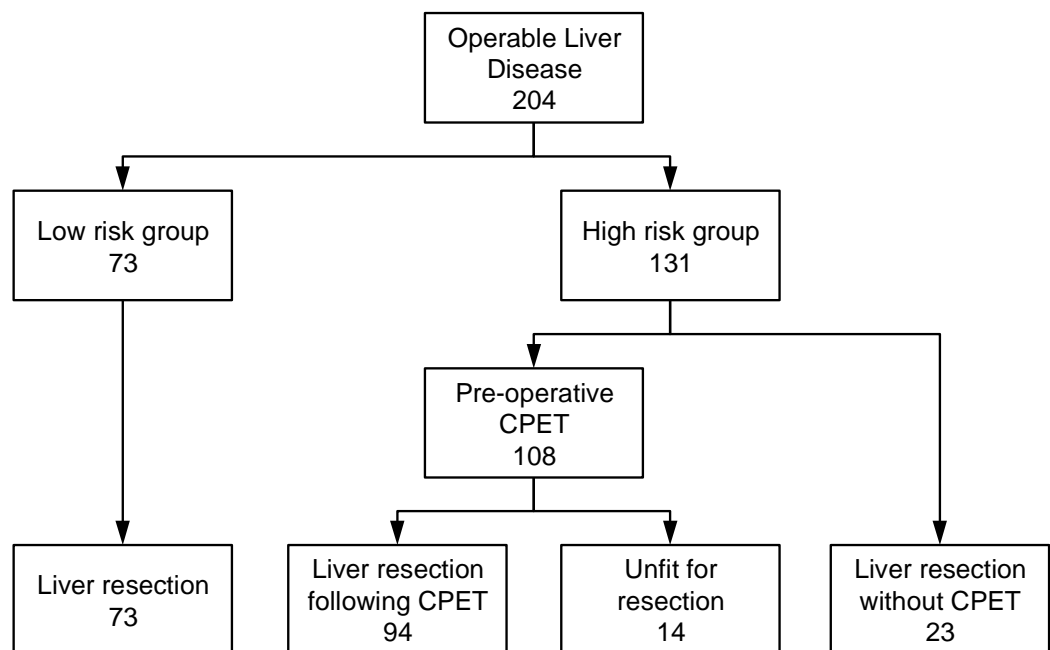 Operable Liver
Disease
204
Low risk group
73
High risk group
131
Pre-operative
CPET
108
Liver resection
73
Liver resection
following CPET
94
Unfit for
resection
14
Liver resection
without CPET
23